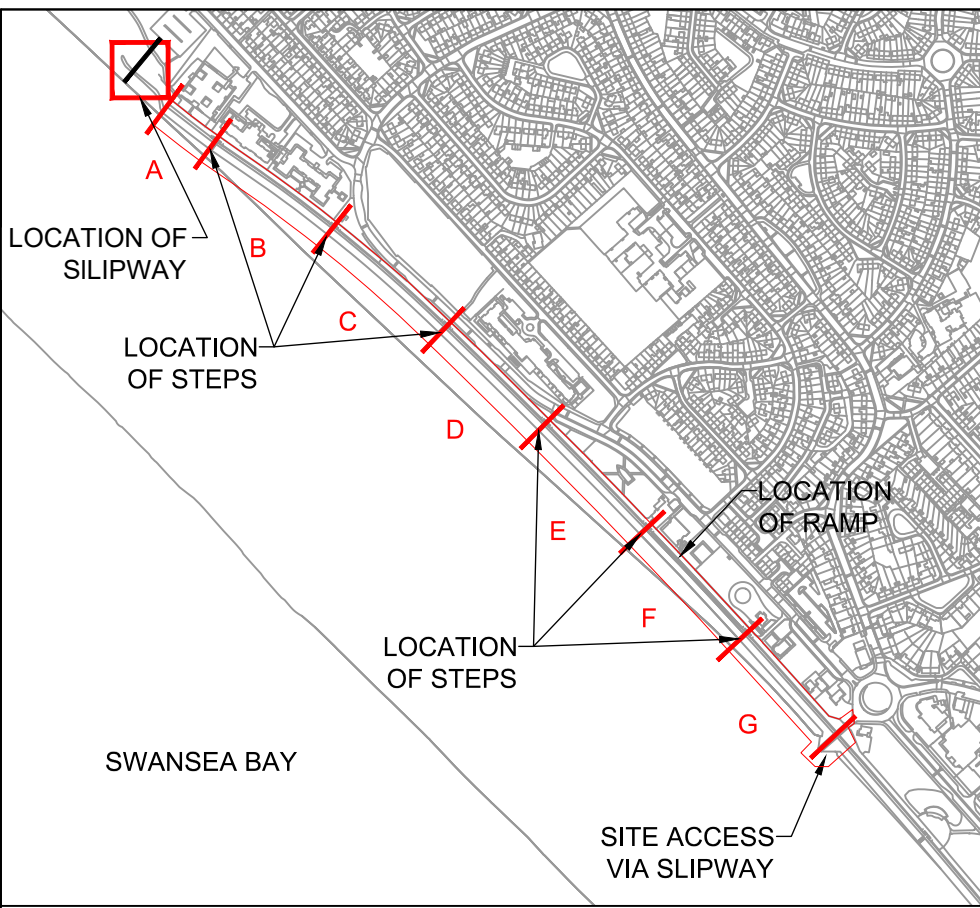 A
LOCATION OF
SILIPWAY
B
C
LOCATION
OF STEPS
D
LOCATION
OF RAMP
E
F
LOCATION
OF STEPS
G
SWANSEA BAY
SITE ACCESS
VIA SLIPWAY